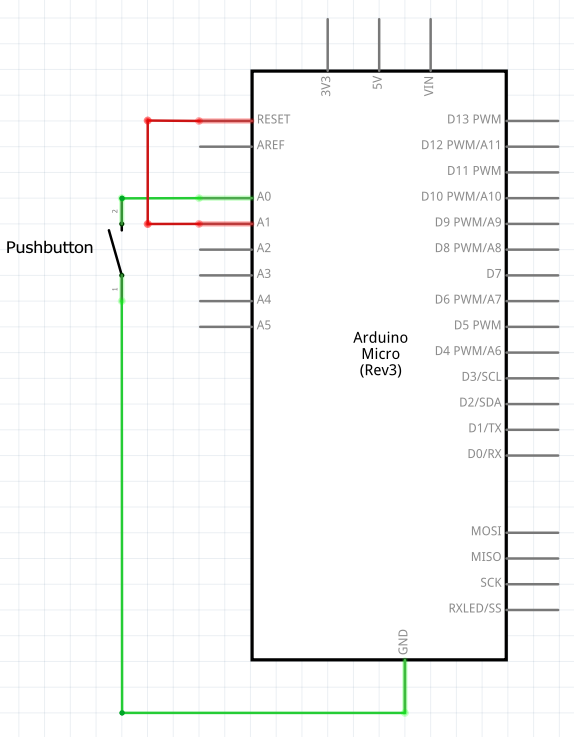 3V3
5V
VIN
RESET
AREF
A0
A1
A2
A3
A4
A5
2
Pushbutton
1
Arduino
Micro
(Rev3)
D13 PWM
D12 PWM/A11
D11 PWM
D10 PWM/A10
D9 PWM/A9
D8 PWM/A8
D7
D6 PWM/A7
D5 PWM
D4 PWM/A6
D3/SCL
D2/SDA
D1/TX
D0/RX
MOSI
MISO
SCK
RXLED/SS
GND